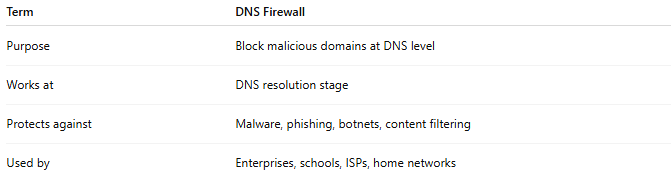 Term DNS Firewall
Purpose Block malicious domains at DNS level
Works at DNS resolution stage
Protects against Malware, phishing, botnets, content filtering
Used by Enterprises, schools, ISPs, home networks